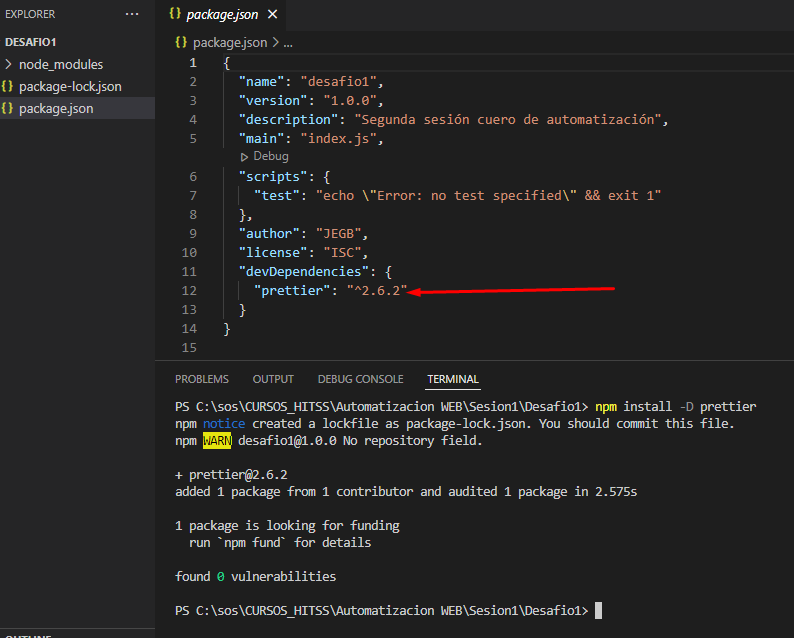 EXPLORER
···
DESAFIO1
node_modules
{} package-lock.json
{} package.json
{} package.json ×
{} package.json > ...
1 {
2 "name": "desafio1",
3 "version": "1.0.0",
4 "description": "Segunda sesión cuero de automatización",
5 "main": "index.js",
Debug
6 "scripts": {
7 "test": "echo \"Error: no test specified\" && exit 1"
8 },
9 "author": "JEGB",
10 "license": "ISC",
11 "devDependencies": {
12 "prettier": "^2.6.2"
13 }
14 }
15
PROBLEMS OUTPUT DEBUG CONSOLE TERMINAL
PS C:\sos\CURSOS_HITSS\Automatizacion WEB\Sesion1\Desafio1> npm install -D prettier
npm notice created a lockfile as package-lock.json. You should commit this file.
npm WARN desafio1@1.0.0 No repository field.
+ prettier@2.6.2
added 1 package from 1 contributor and audited 1 package in 2.575s
1 package is looking for funding
run `npm fund` for details
found 0 vulnerabilities
PS C:\sos\CURSOS_HITSS\Automatizacion WEB\Sesion1\Desafio1>
OUTLINE